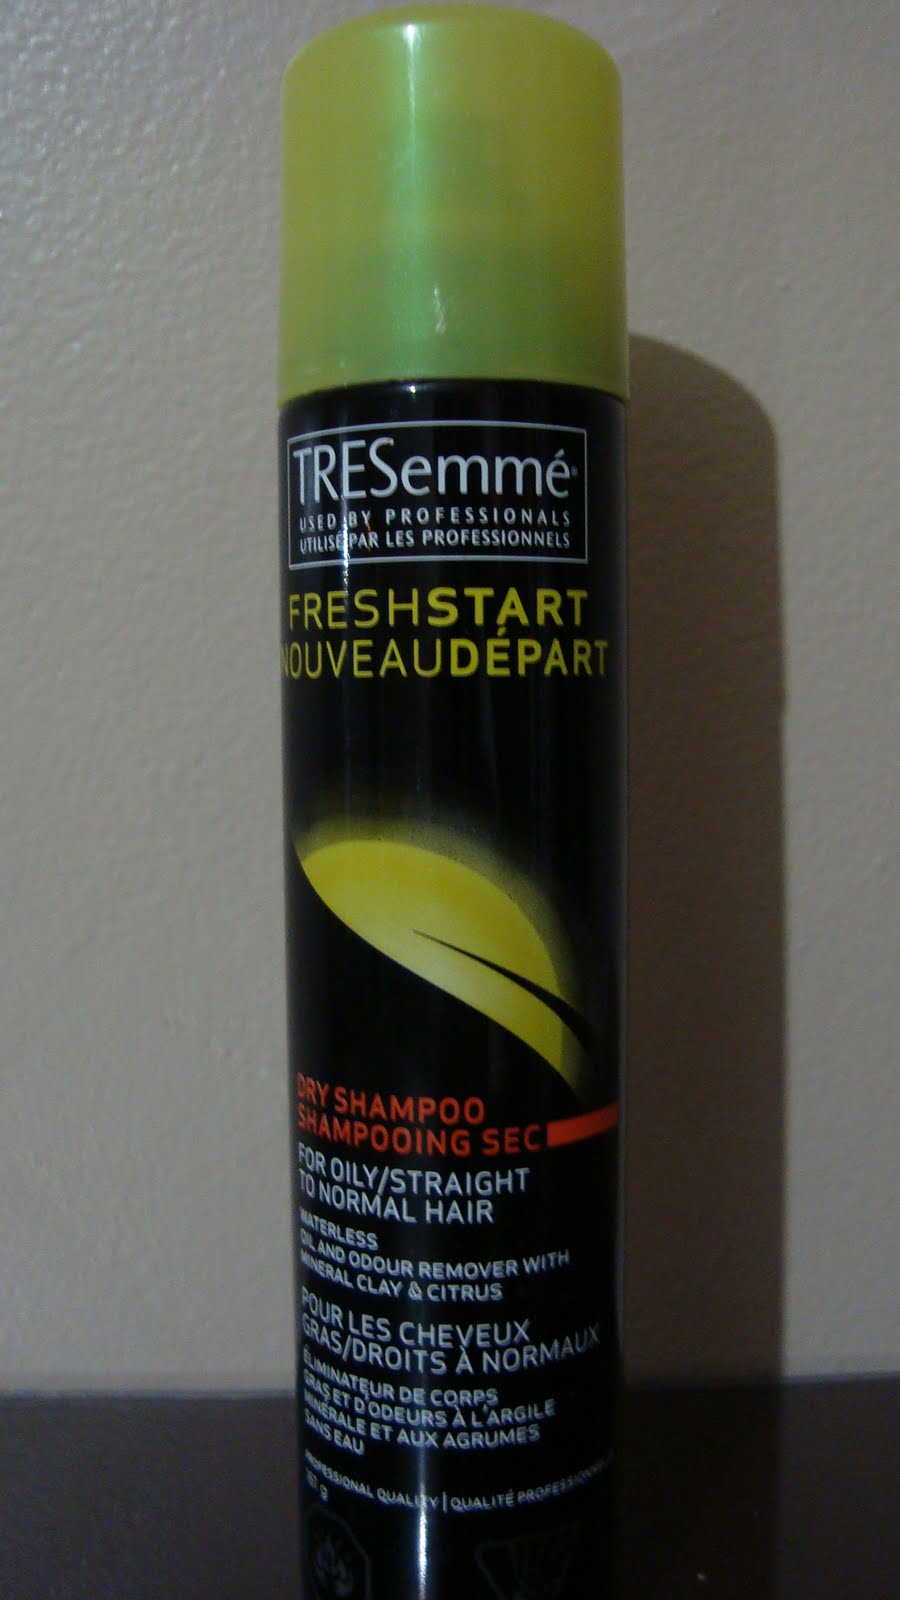 TRESemmé®
USED BY PROFESSIONALS
UTILISÉ PAR LES PROFESSIONNELS
FRESHSTART
NOUVEAUDÉPART
DRY SHAMPOO
SHAMPOOING SEC
FOR OILY/STRAIGHT
TO NORMAL HAIR
WATERLESS
OIL AND ODOUR REMOVER WITH
MINERAL CLAY & CITRUS
POUR LES CHEVEUX
GRAS/DROITS À NORMAUX
ÉLIMINATEUR DE CORPS
GRAS ET D'ODEURS À L'ARGILE
MINÉRALE ET AUX AGRUMES
SANS EAU
PROFESSIONAL QUALITY | QUALITÉ PROFESSIONNELLE